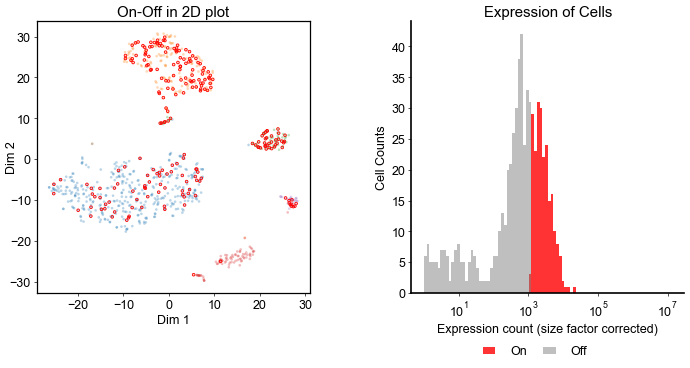 On-Off in 2D plot
30
20
10
0
−10
−20
−30
Dim 2
−20 −10 0 10 20 30
Dim 1
Expression of Cells
40
35
30
25
20
15
10
5
0
Cell Counts
10^1 10^3 10^5 10^7
Expression count (size factor corrected)
On Off